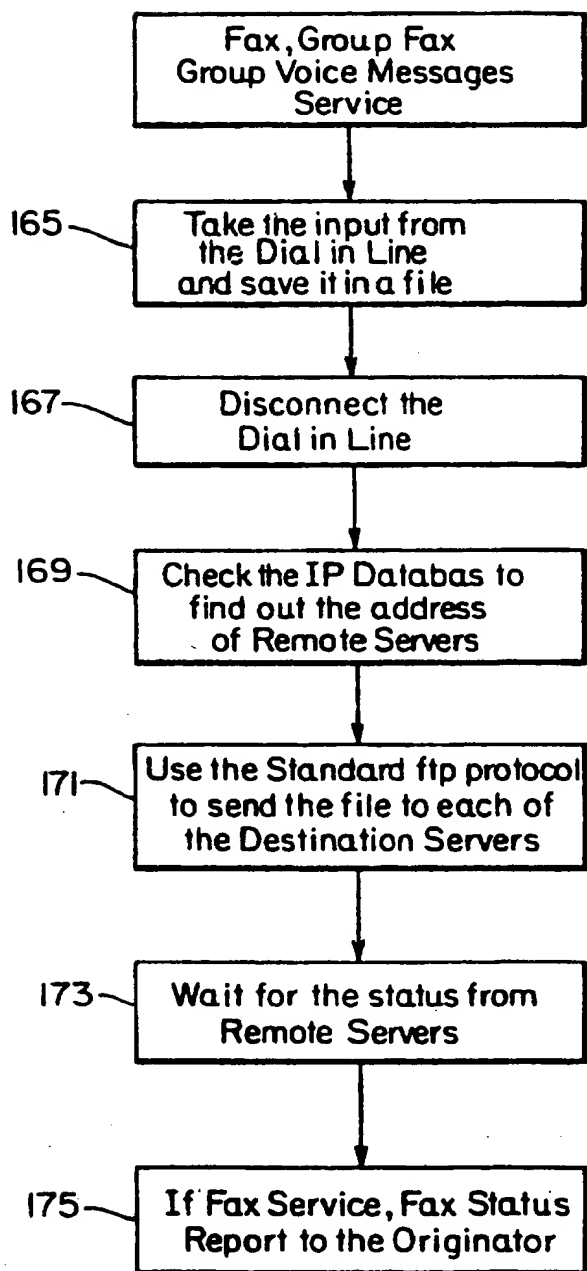 Fax, Group Fax
Group Voice Messages
Service
165
Take the input from
the Dial in Line
and save it in a file
167
Disconnect the
Dial in Line
169
Check the IP Databas to
find out the address
of Remote Servers
171
Use the Standard ftp protocol
to send the file to each of
the Destination Servers
173
Wait for the status from
Remote Servers
175
If Fax Service, Fax Status
Report to the Originator